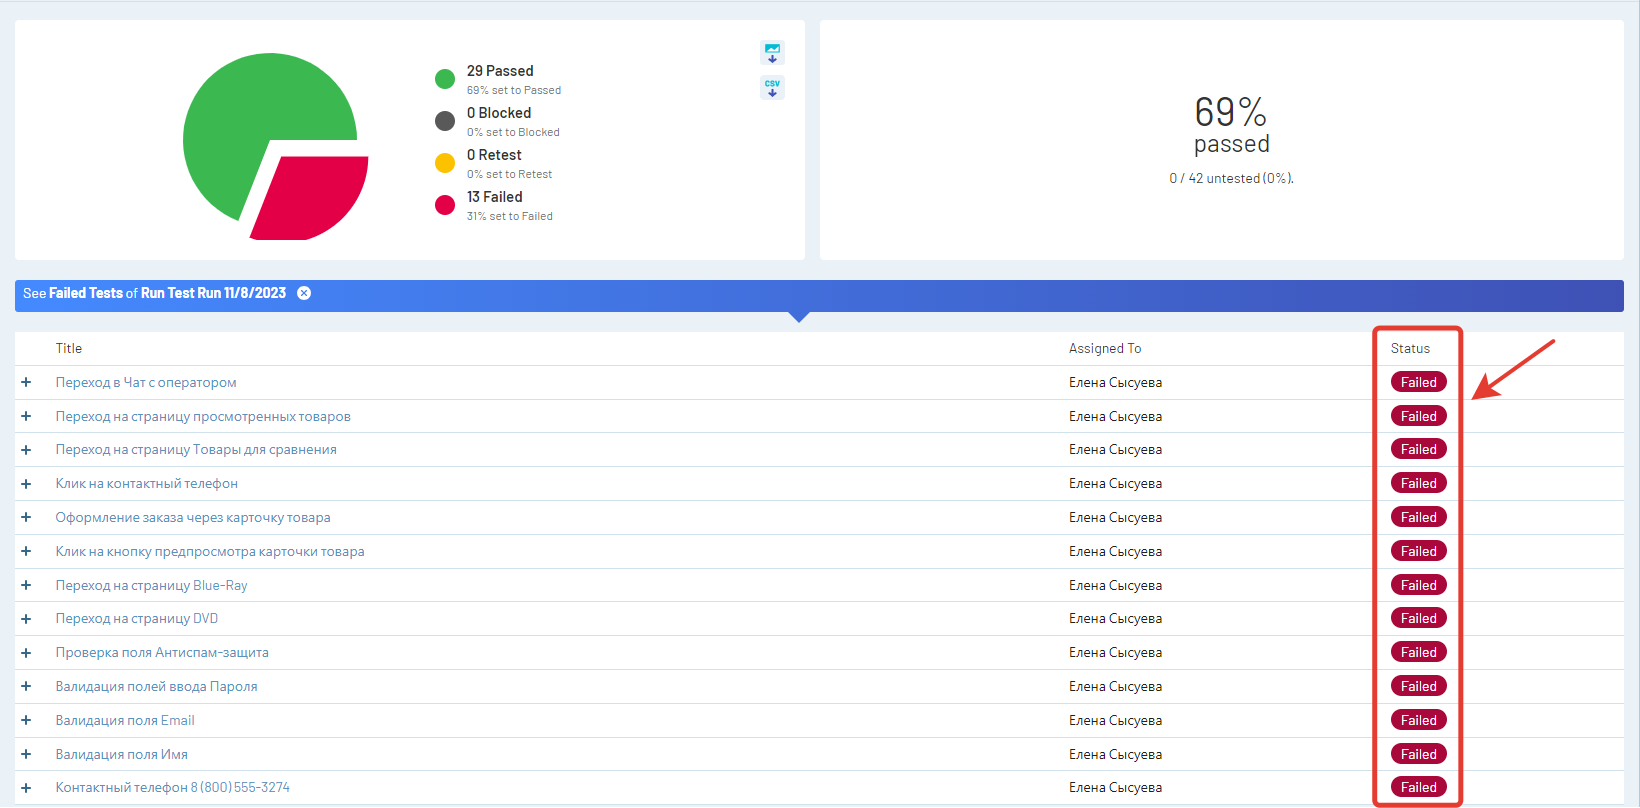 29 Passed
69% set to Passed
0 Blocked
0% set to Blocked
0 Retest
0% set to Retest
13 Failed
31% set to Failed
CSV
69%
passed
0 / 42 untested (0%).
See Failed Tests of Run Test Run 11/8/2023
Title Assigned To Status
Переход в Чат с оператором Елена Сысуева Failed
Переход на страницу просмотренных товаров Елена Сысуева Failed
Переход на страницу Товары для сравнения Елена Сысуева Failed
Клик на контактный телефон Елена Сысуева Failed
Оформление заказа через карточку товара Елена Сысуева Failed
Клик на кнопку предпросмотра карточки товара Елена Сысуева Failed
Переход на страницу Blue-Ray Елена Сысуева Failed
Переход на страницу DVD Елена Сысуева Failed
Проверка поля Антиспам-защита Елена Сысуева Failed
Валидация полей ввода Пароля Елена Сысуева Failed
Валидация поля Email Елена Сысуева Failed
Валидация поля Имя Елена Сысуева Failed
Контактный телефон 8 (800) 555-3274 Елена Сысуева Failed